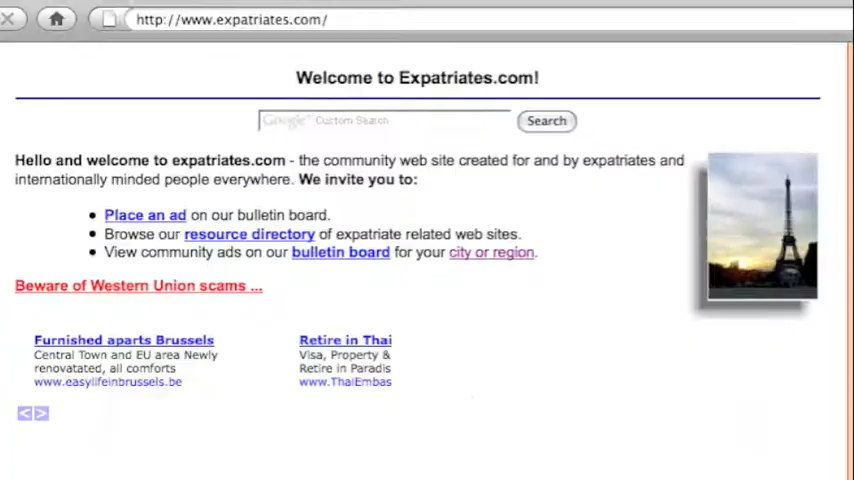 http://www.expatriates.com/
Welcome to Expatriates.com!
Google Custom Search Search
Hello and welcome to expatriates.com - the community web site created for and by expatriates and
internationally minded people everywhere. We invite you to:
Place an ad on our bulletin board.
Browse our resource directory of expatriate related web sites.
View community ads on our bulletin board for your city or region.
Beware of Western Union scams ...
Furnished aparts Brussels
Central Town and EU area Newly
renovatated, all comforts
www.easylifeinbrussels.be
Retire in Thai
Visa, Property &
Retire in Paradis
www.ThaiEmbas